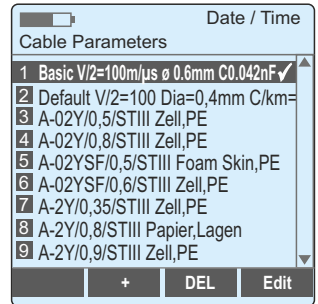 Date / Time
Cable Parameters
1 Basic V/2=100m/µs ø 0.6mm C0.042nF✓
2 Default V/2=100 Dia=0,4mm C/km=
3 A-02Y/0,5/STIII Zell,PE
4 A-02Y/0,8/STIII Zell,PE
5 A-02YSF/0,5/STIII Foam Skin,PE
6 A-02YSF/0,6/STIII Zell,PE
7 A-2Y/0,35/STIII Zell,PE
8 A-2Y/0,8/STIII Papier,Lagen
9 A-2Y/0,9/STIII Zell,PE
+ DEL Edit